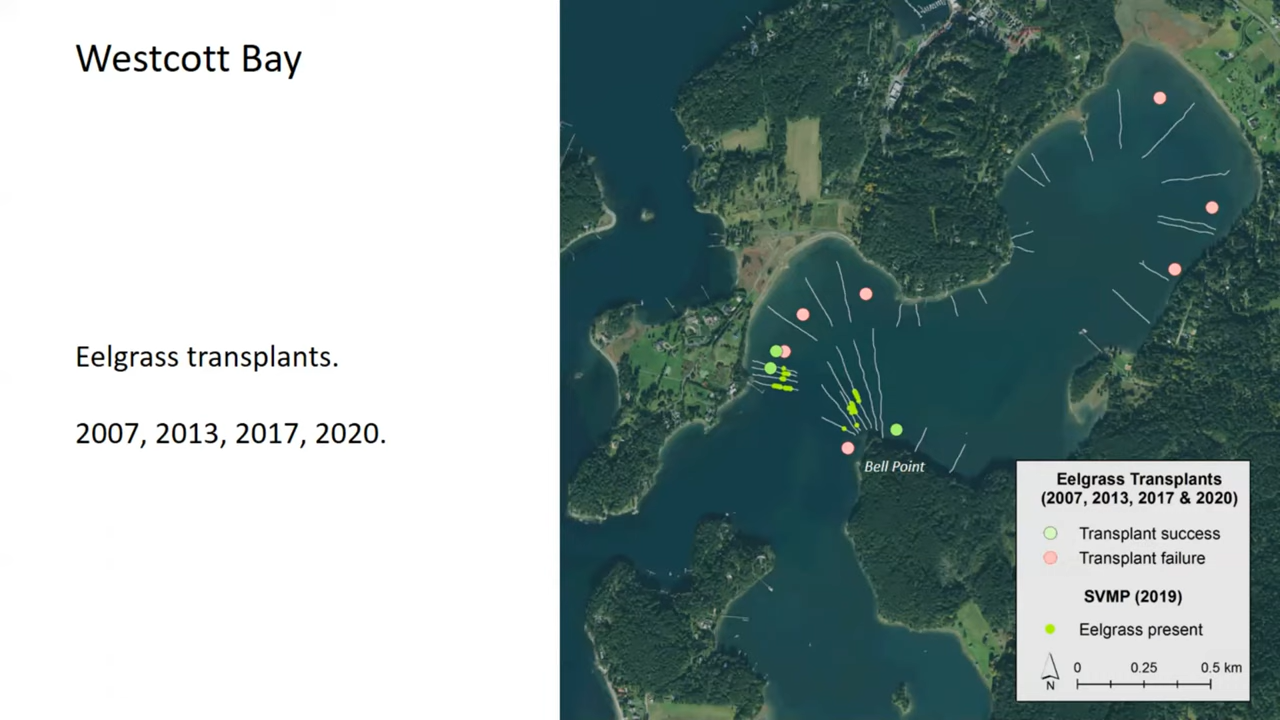 Westcott Bay
Eelgrass transplants.
2007, 2013, 2017, 2020.
Bell Point
Eelgrass Transplants
(2007, 2013, 2017 & 2020)
Transplant success
Transplant failure
SVMP (2019)
Eelgrass present
N
0 0.25 0.5 km